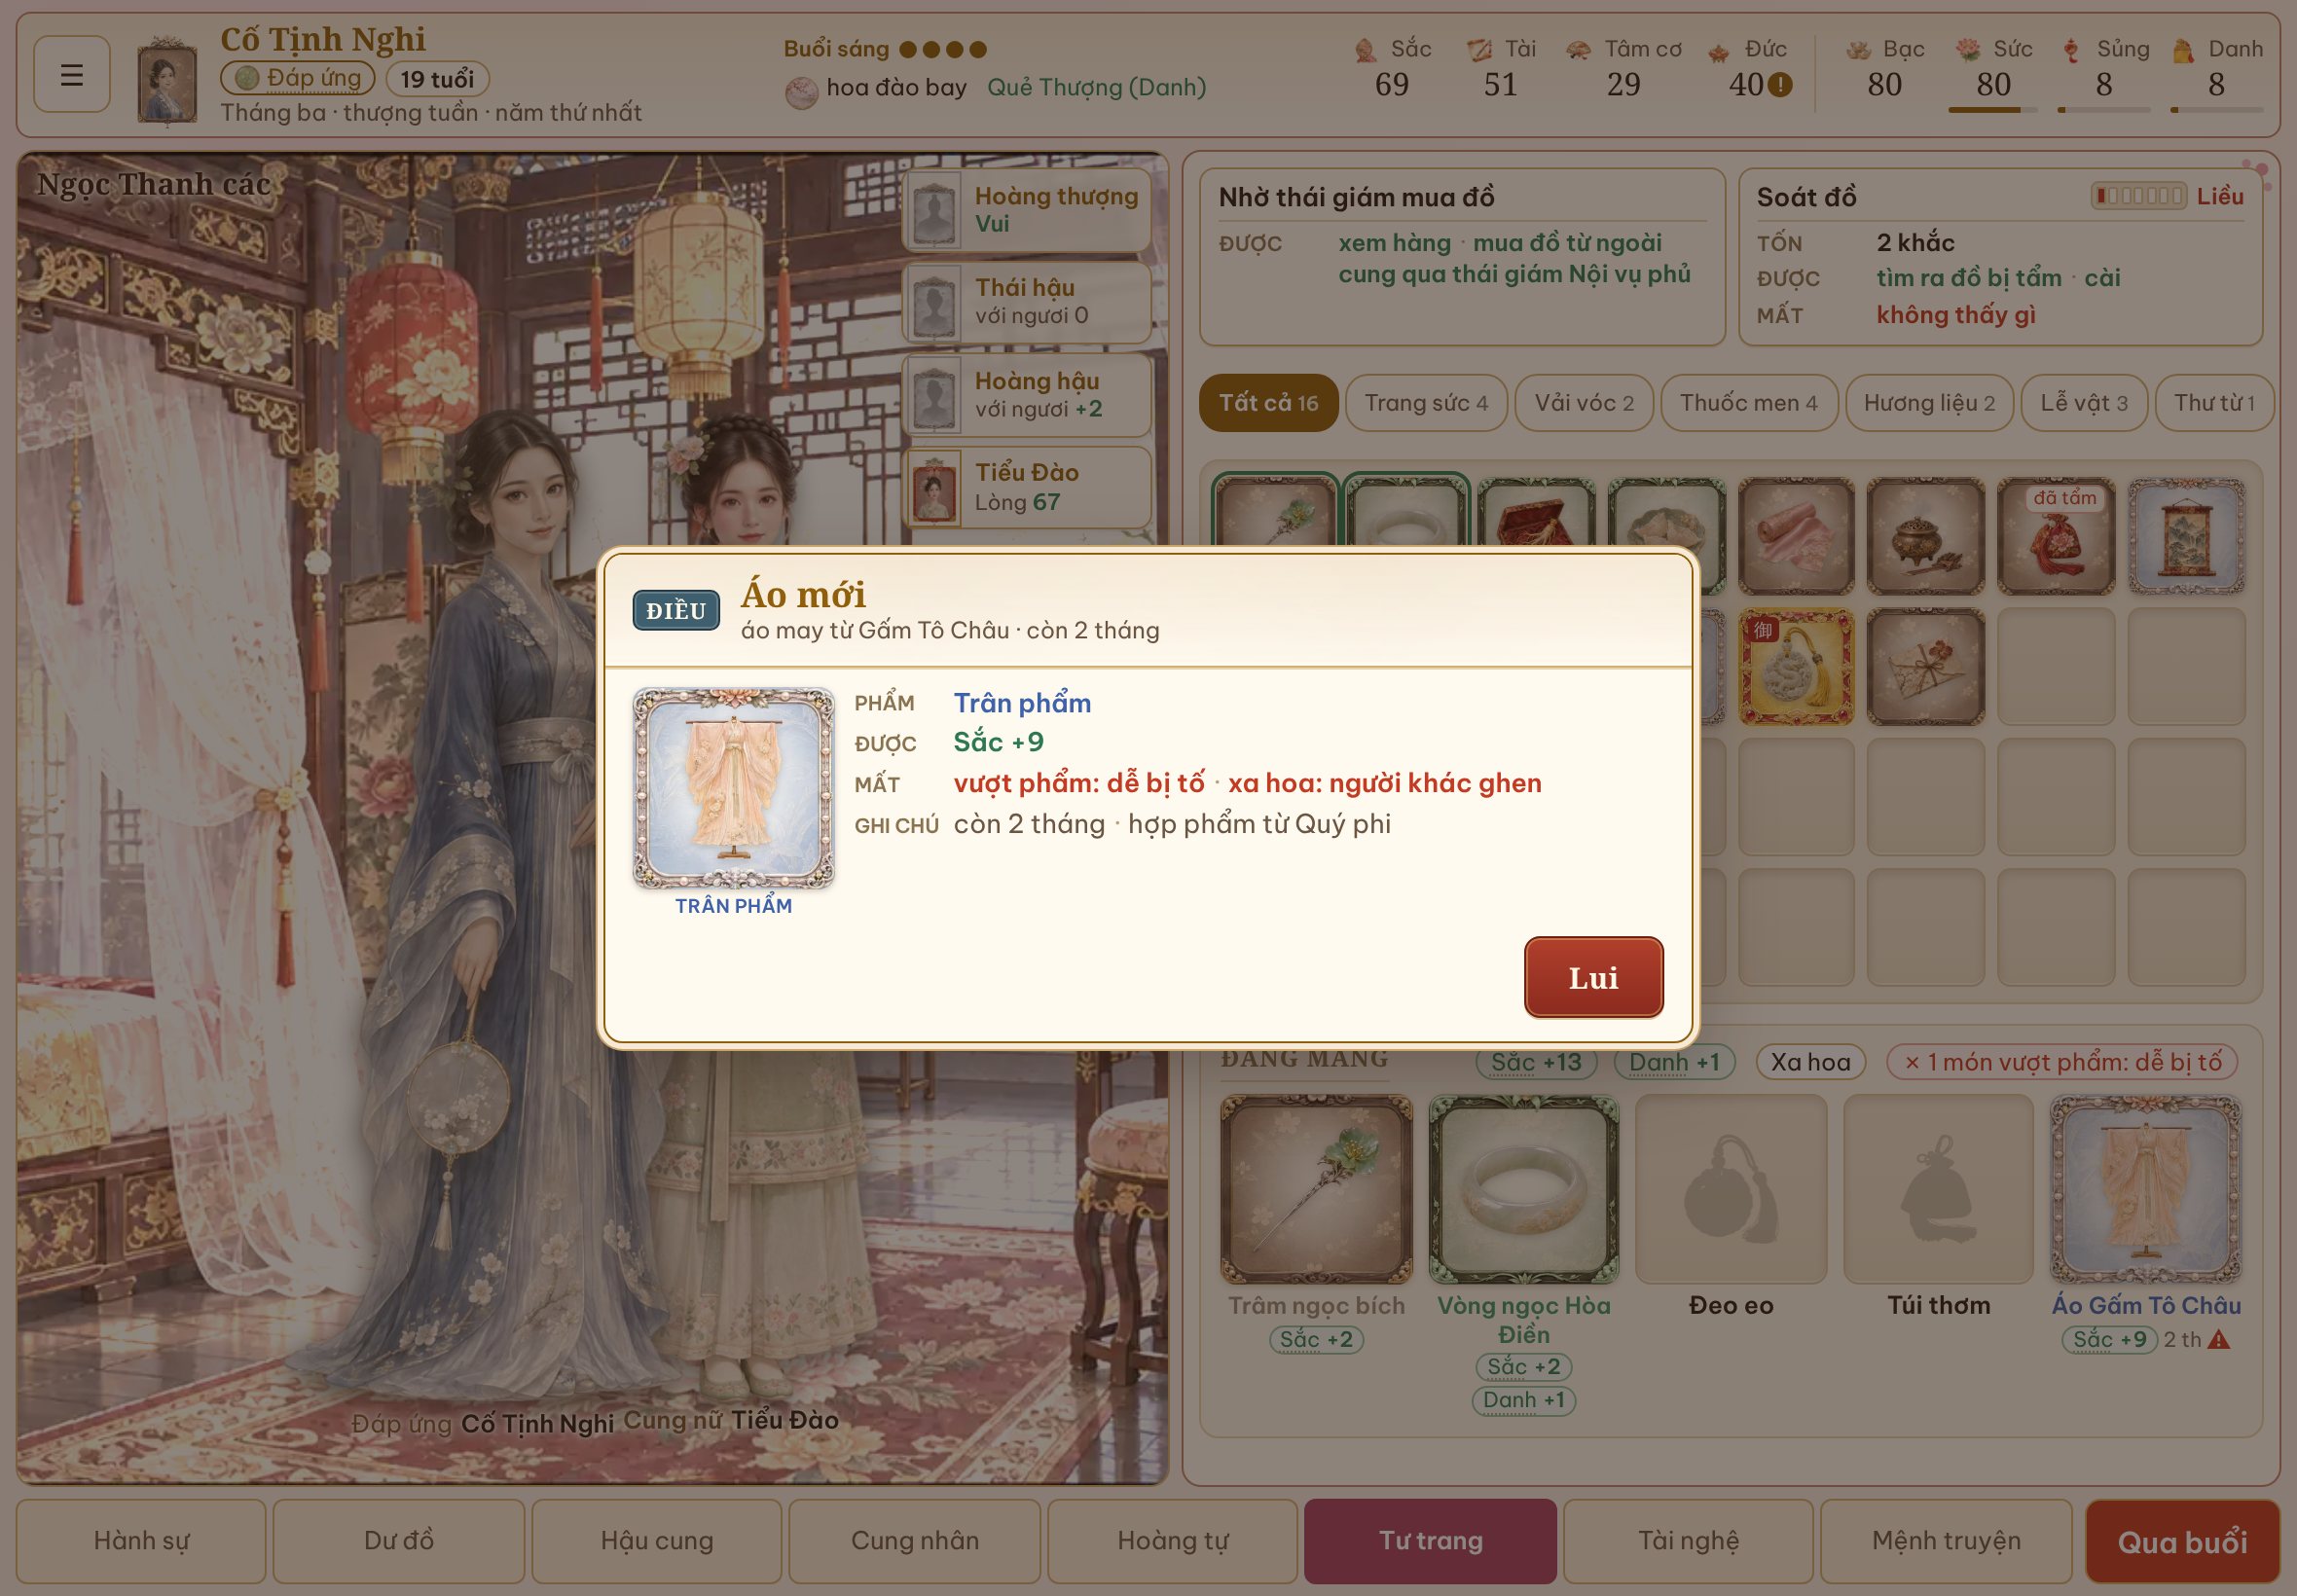 ☰
Cố Tịnh Nghi
Đáp ứng 19 tuổi
Tháng ba · thượng tuần · năm thứ nhất
Buổi sáng
hoa đào bay Quẻ Thượng (Danh)
Sắc Tài Tâm cơ Đức Bạc Sức Sủng Danh
69 51 29 40 ! 80 80 8 8
Ngọc Thanh các
Hoàng thượng
Vui
Thái hậu
với ngươi 0
Hoàng hậu
với ngươi +2
Tiểu Đào
Lòng 67
Nhờ thái giám mua đồ
ĐƯỢC xem hàng · mua đồ từ ngoài
cung qua thái giám Nội vụ phủ
Soát đồ Liều
TỐN 2 khắc
ĐƯỢC tìm ra đồ bị tẩm · cài
MẤT không thấy gì
Tất cả 16 Trang sức 4 Vải vóc 2 Thuốc men 4 Hương liệu 2 Lễ vật 3 Thư từ 1
đã tẩm
御
ĐIỀU
Áo mới
áo may từ Gấm Tô Châu · còn 2 tháng
PHẨM Trân phẩm
ĐƯỢC Sắc +9
MẤT vượt phẩm: dễ bị tố · xa hoa: người khác ghen
GHI CHÚ còn 2 tháng · hợp phẩm từ Quý phi
TRÂN PHẨM
Lui
ĐANG MANG Sắc +13 Danh +1 Xa hoa × 1 món vượt phẩm: dễ bị tố
Trâm ngọc bích
Sắc +2
Vòng ngọc Hòa
Điền
Sắc +2
Danh +1
Đeo eo
Túi thơm
Áo Gấm Tô Châu
Sắc +9 2 th
Đáp ứng Cố Tịnh Nghi Cung nữ Tiểu Đào
Hành sự Dư đồ Hậu cung Cung nhân Hoàng tự Tư trang Tài nghệ Mệnh truyện Qua buổi